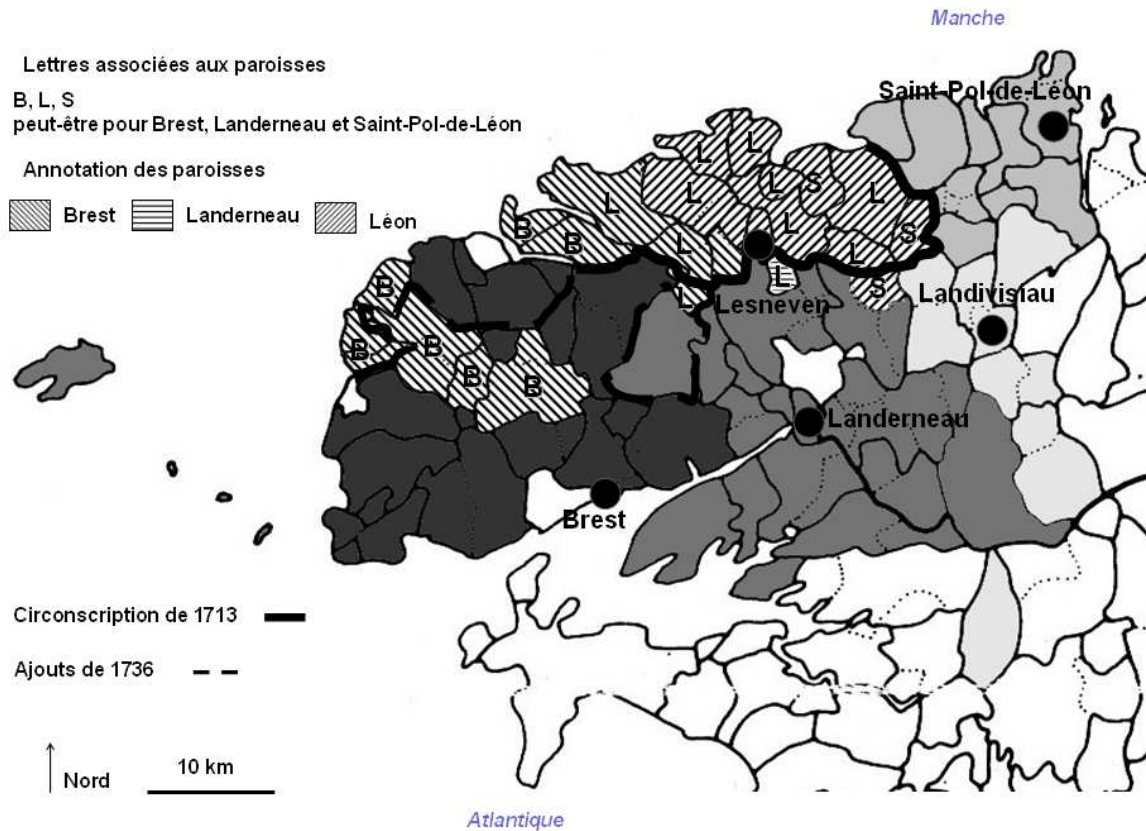 Manche
Lettres associées aux paroisses
B, L, S
peut-être pour Brest, Landerneau et Saint-Pol-de-Léon
Annotation des paroisses
Brest Landerneau Léon
Saint-Pol-de-Léon
L L
L L S L
L L
B B L L L S
B L L S
Lesneven
Landivisiau
B B
B B
Landerneau
Brest
Circonscription de 1713
Ajouts de 1736
Nord
10 km
Atlantique